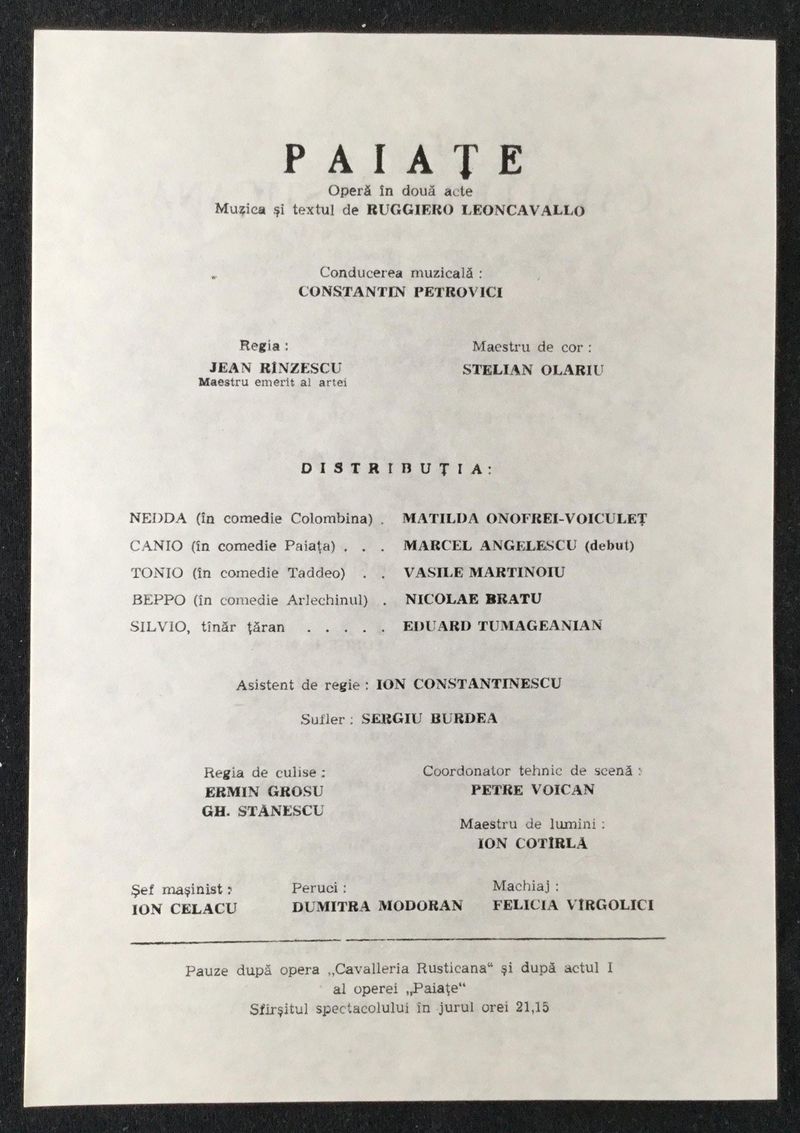 PAIAŢE
Operă în două acte
Muzica şi textul de RUGGIERO LEONCAVALLO
Conducerea muzicală :
CONSTANTIN PETROVICI
Regia :
JEAN RÎNZESCU
Maestru emerit al artei
Maestru de cor :
STELIAN OLARIU
DISTRIBUŢIA:
NEDDA (în comedie Colombina) . MATILDA ONOFREI-VOICULEŢ
CANIO (în comedie Paiaţa) . . . MARCEL ANGELESCU (debut)
TONIO (în comedie Taddeo) . . VASILE MARTINOIU
BEPPO (în comedie Arlechinul) . NICOLAE BRATU
SILVIO, tînăr ţăran . . . . . EDUARD TUMAGEANIAN
Asistent de regie : ION CONSTANTINESCU
Sufler : SERGIU BURDEA
Regia de culise :
ERMIN GROSU
GH. STĂNESCU
Coordonator tehnic de scenă :
PETRE VOICAN
Maestru de lumini :
ION COTÎRLĂ
Şef maşinist :
ION CELACU
Peruci :
DUMITRA MODORAN
Machiaj :
FELICIA VÎRGOLICI
Pauze după opera „Cavalleria Rusticana“ şi după actul I
al operei „Paiaţe“
Sfîrşitul spectacolului în jurul orei 21,15